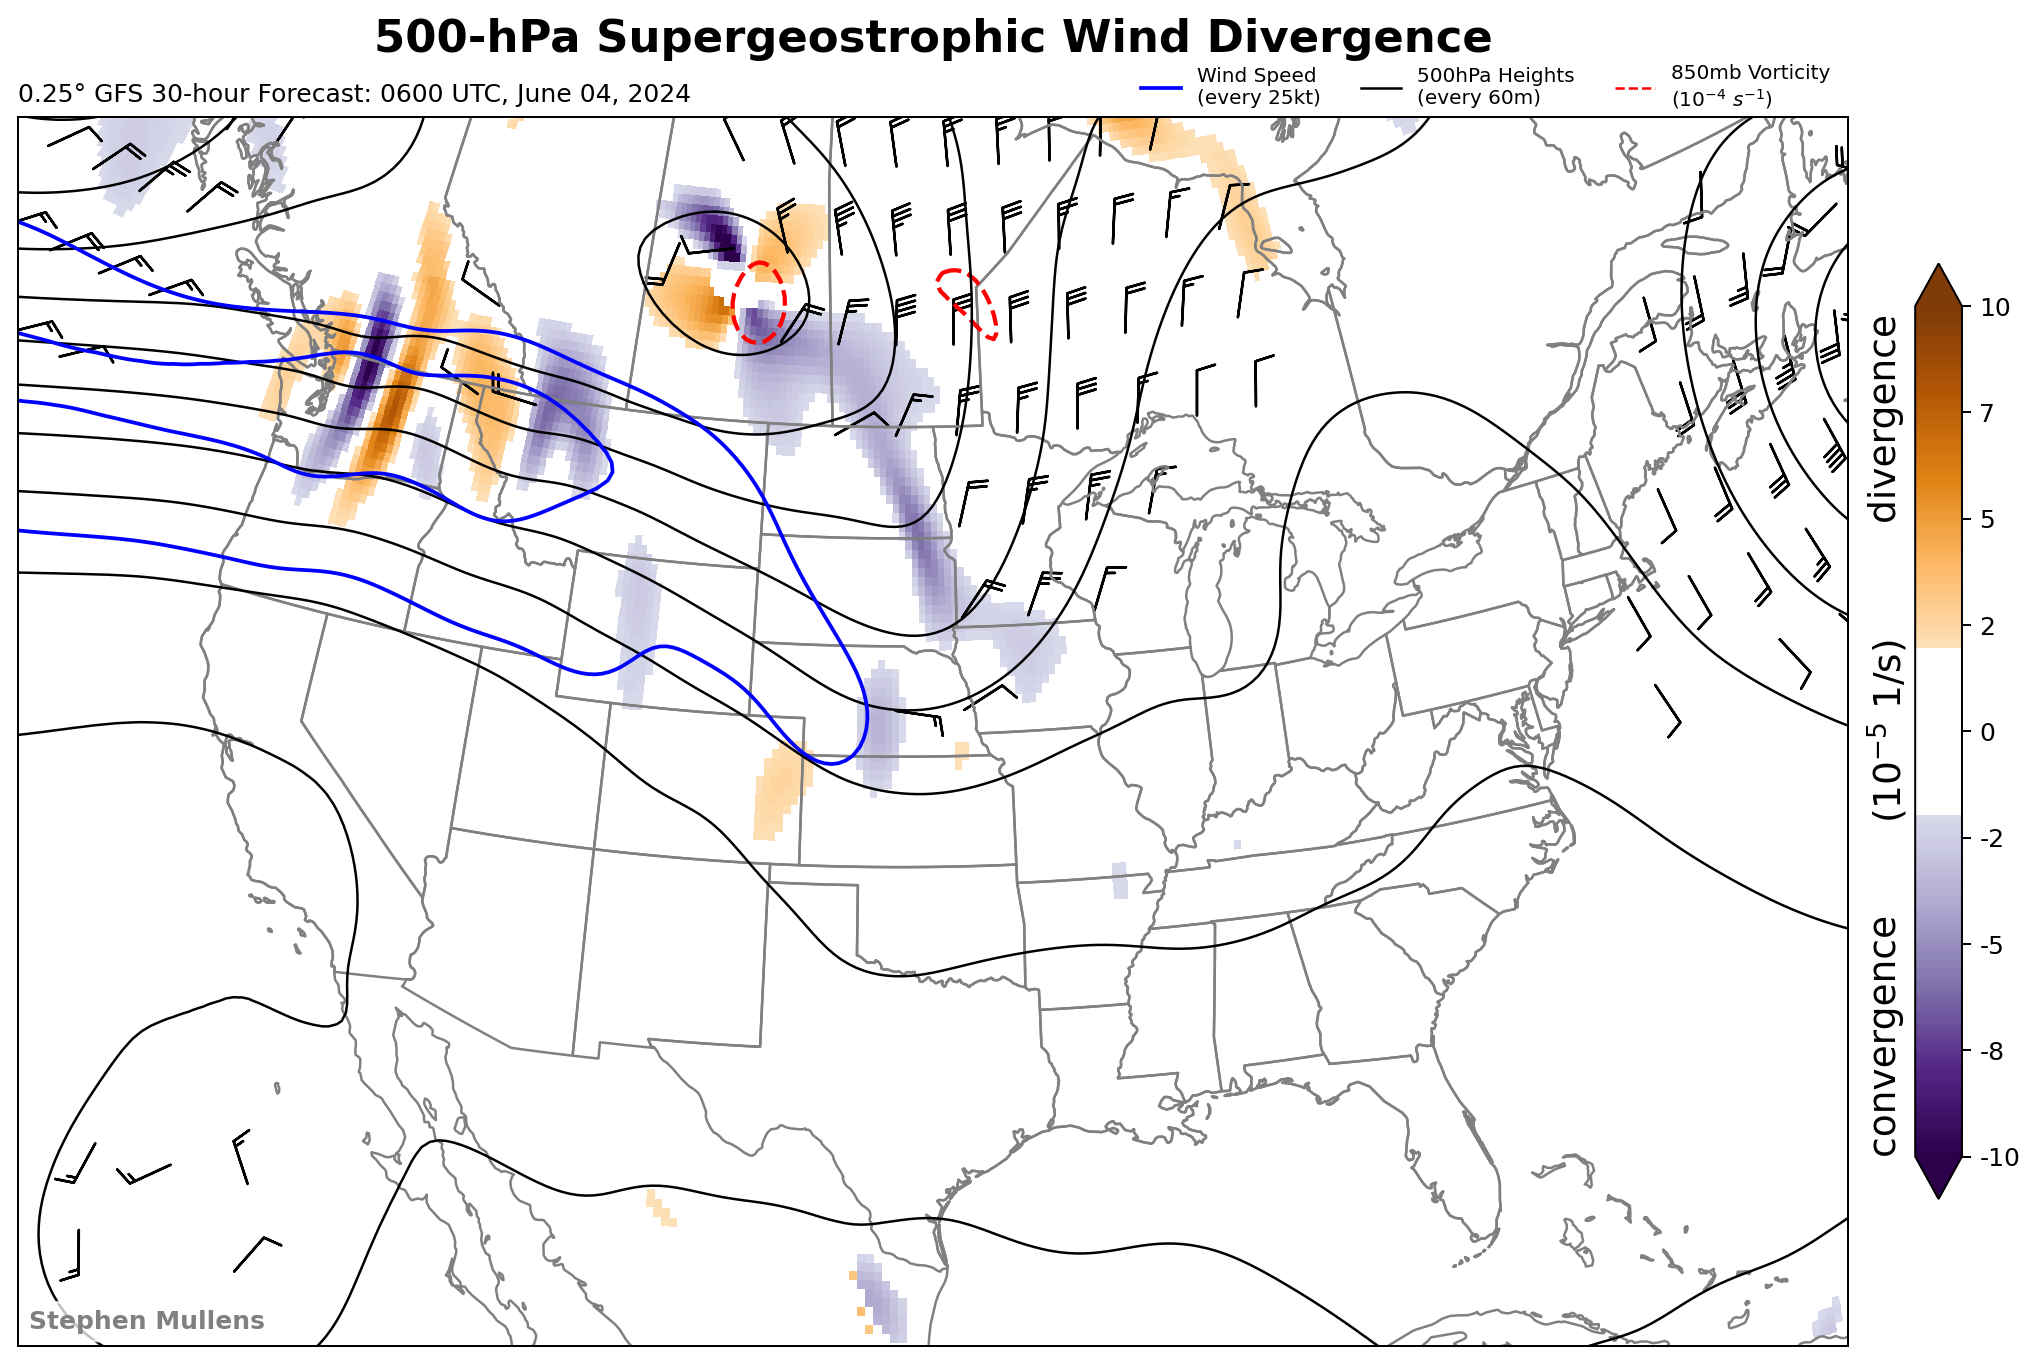 500-hPa Supergeostrophic Wind Divergence
0.25° GFS 30-hour Forecast: 0600 UTC, June 04, 2024
Wind Speed
(every 25kt)
500hPa Heights
(every 60m)
850mb Vorticity
(10⁻⁴ s⁻¹)
10
7
5
2
0
-2
-5
-8
-10
convergence (10⁻⁵ 1/s) divergence
Stephen Mullens